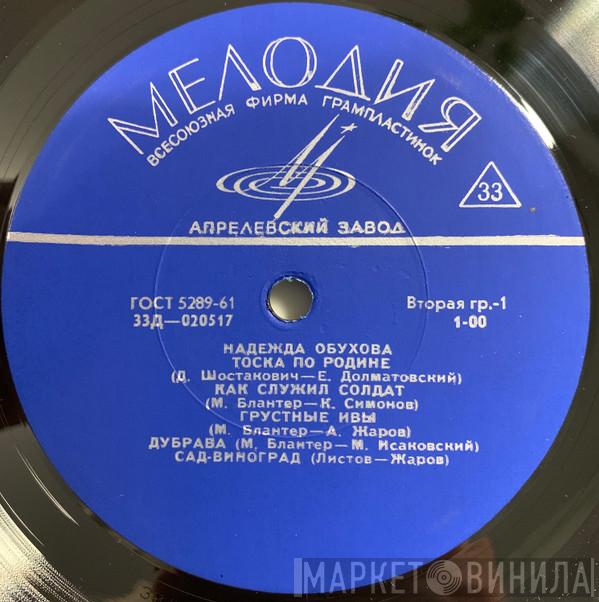 МЕЛОДИЯ
ВСЕСОЮЗНАЯ ФИРМА ГРАМПЛАСТИНОК
33
АПРЕЛЕВСКИЙ ЗАВОД
ГОСТ 5289-61
Вторая гр.-1
33Д—020517
1-00
НАДЕЖДА ОБУХОВА
ТОСКА ПО РОДИНЕ
(Д. Шостакович—Е. Долматовский)
КАК СЛУЖИЛ СОЛДАТ
(М. Блантер—К. Симонов)
ГРУСТНЫЕ ИВЫ
(М. Блантер—А. Жаров)
ДУБРАВА (М. Блантер—М. Исаковский)
САД-ВИНОГРАД (Листов—Жаров)
МАРКЕТ ВИНИЛА